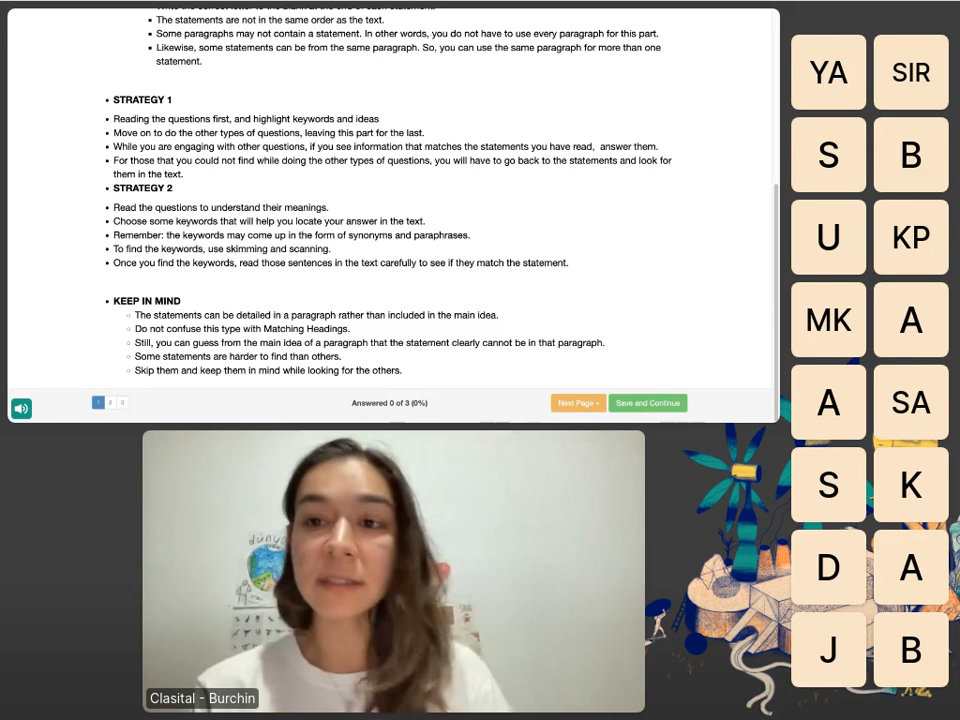 The statements are not in the same order as the text.
Some paragraphs may not contain a statement. In other words, you do not have to use every paragraph for this part.
Likewise, some statements can be from the same paragraph. So, you can use the same paragraph for more than one
statement.
STRATEGY 1
Reading the questions first, and highlight keywords and ideas
Move on to do the other types of questions, leaving this part for the last.
While you are engaging with other questions, if you see information that matches the statements you have read, answer them.
For those that you could not find while doing the other types of questions, you will have to go back to the statements and look for
them in the text.
STRATEGY 2
Read the questions to understand their meanings.
Choose some keywords that will help you locate your answer in the text.
Remember: the keywords may come up in the form of synonyms and paraphrases.
To find the keywords, use skimming and scanning.
Once you find the keywords, read those sentences in the text carefully to see if they match the statement.
KEEP IN MIND
The statements can be detailed in a paragraph rather than included in the main idea.
Do not confuse this type with Matching Headings.
Still, you can guess from the main idea of a paragraph that the statement clearly cannot be in that paragraph.
Some statements are harder to find than others.
Skip them and keep them in mind while looking for the others.
1 2 3
Answered 0 of 3 (0%)
Next Page »
Save and Continue
YA SIR
S B
U KP
MK A
A SA
S K
D A
J B
dünya
Clasital - Burchin